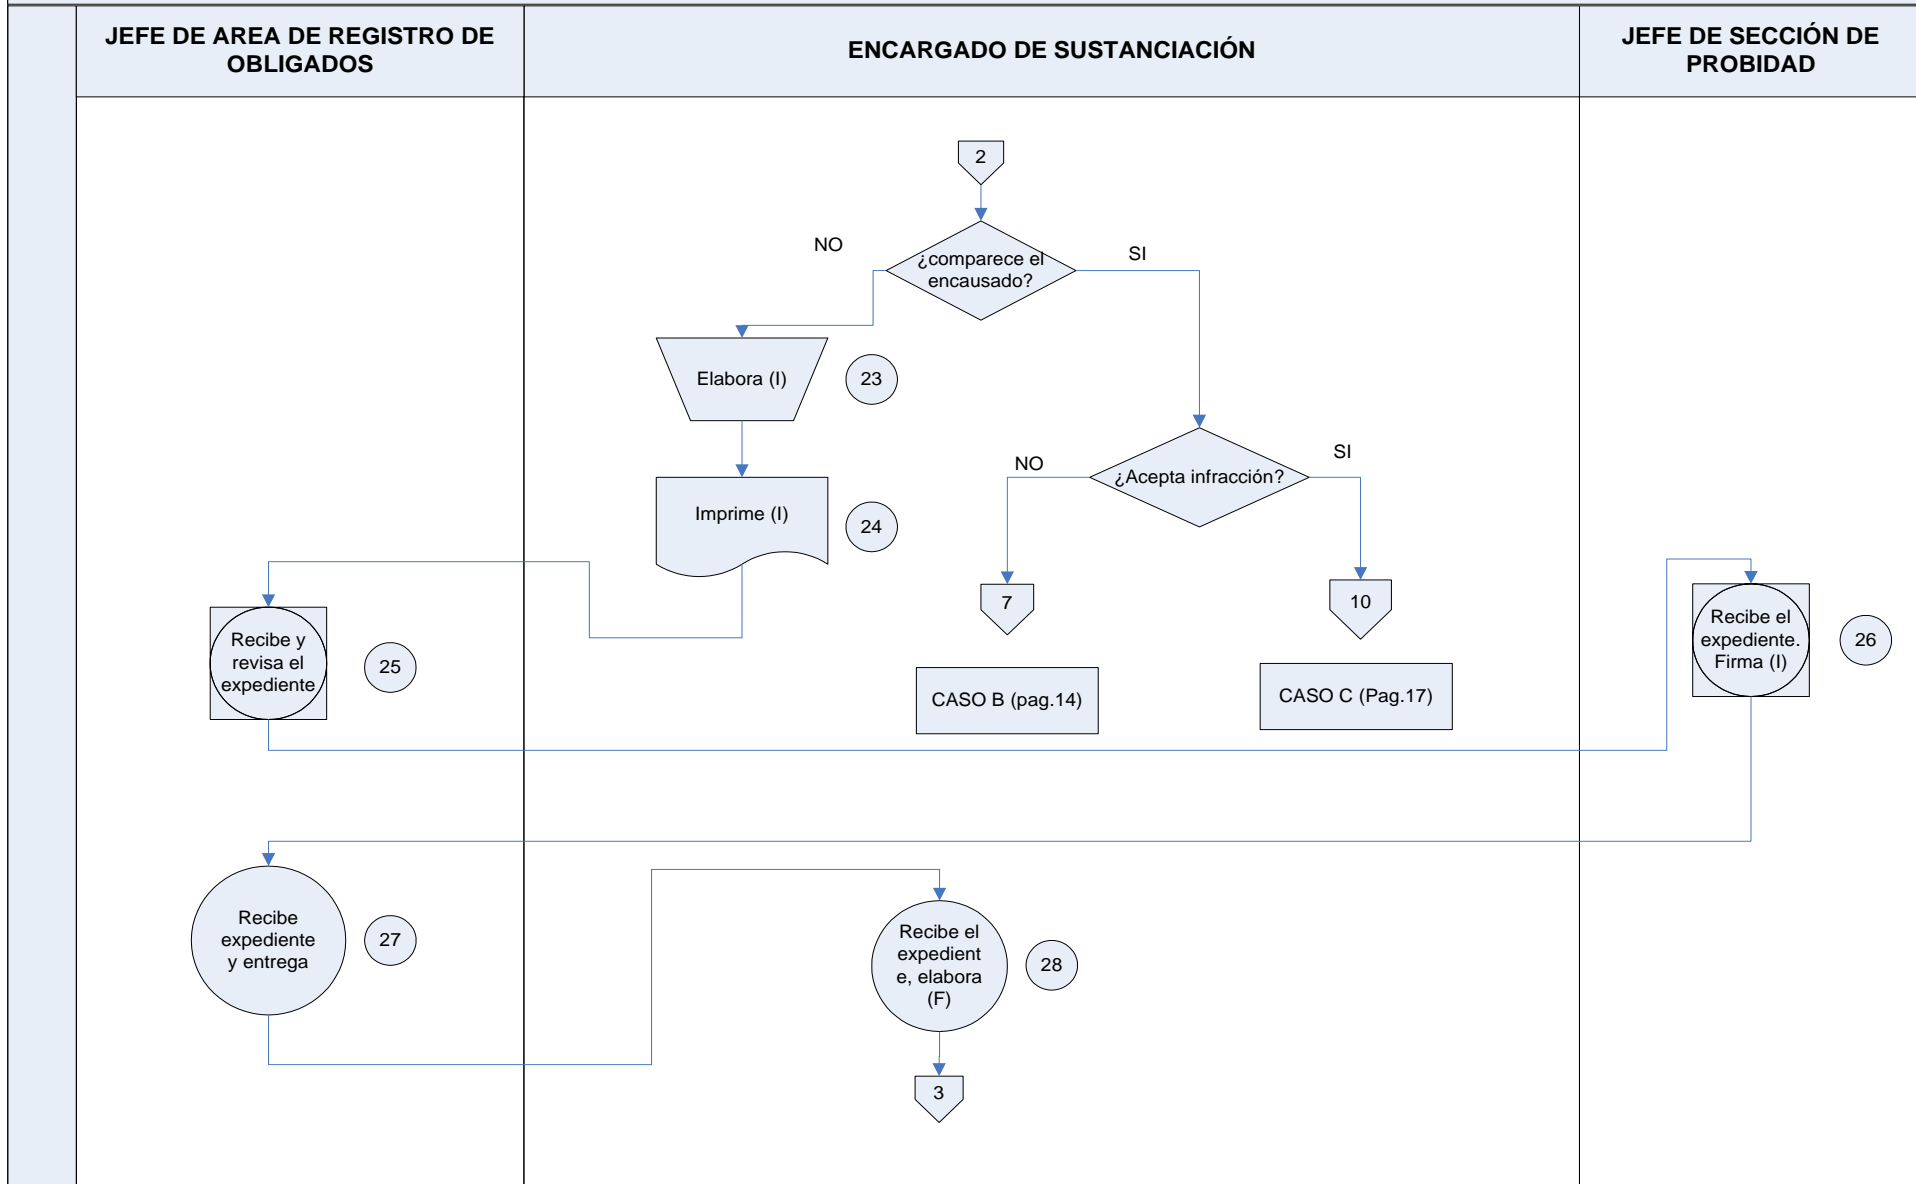 JEFE DE AREA DE REGISTRO DE
OBLIGADOS
ENCARGADO DE SUSTANCIACIÓN
JEFE DE SECCIÓN DE
PROBIDAD
2
NO
¿comparece el
encausado?
SI
Elabora (I)
23
NO
¿Acepta infracción?
SI
Imprime (I)
24
7
10
Recibe y
revisa el
expediente
25
Recibe el
expediente.
Firma (I)
26
CASO B (pag.14)
CASO C (Pag.17)
Recibe
expediente
y entrega
27
Recibe el
expedient
e, elabora
(F)
28
3